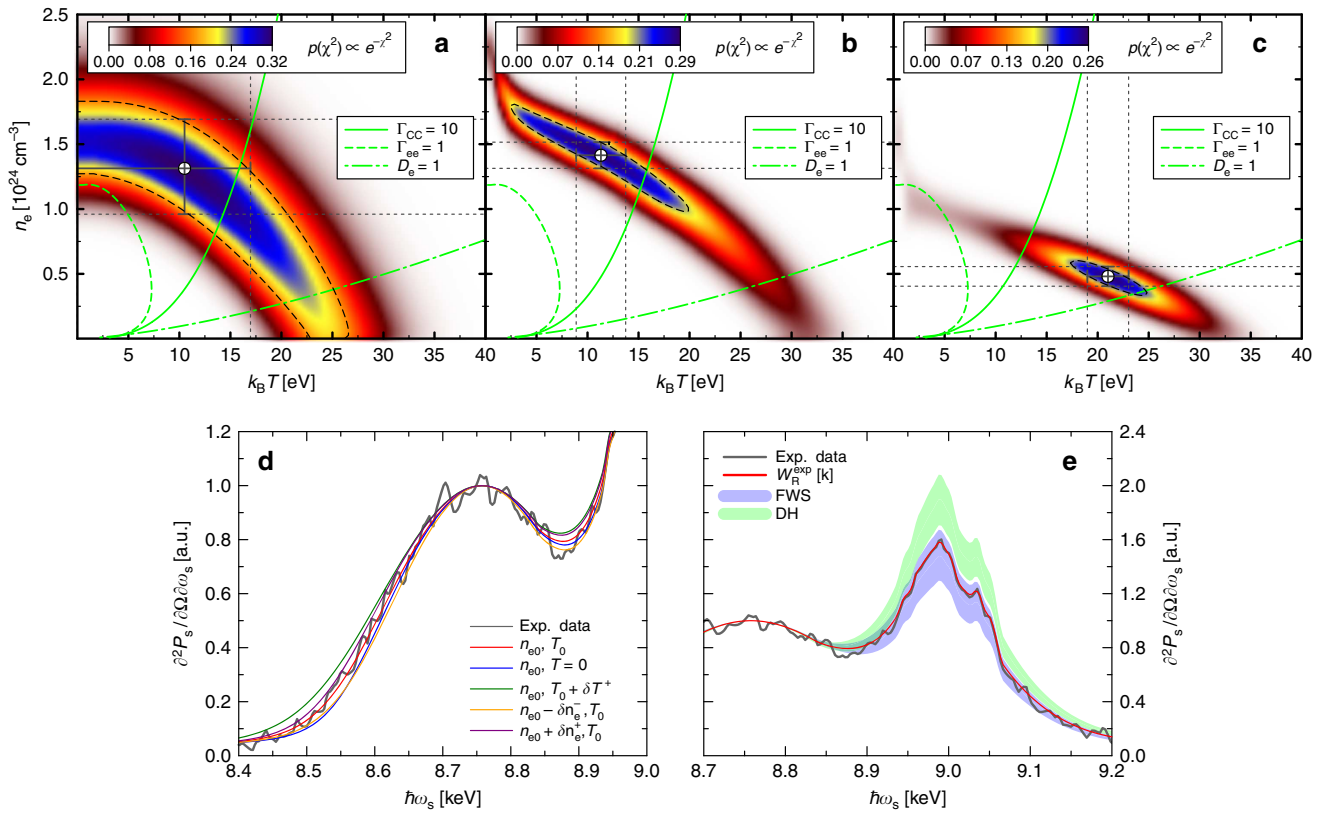 a
p(χ²) ∝ e^−χ²
0.00 0.08 0.16 0.24 0.32
Γ_CC = 10
Γ_ee = 1
D_e = 1
b
p(χ²) ∝ e^−χ²
0.00 0.07 0.14 0.21 0.29
Γ_CC = 10
Γ_ee = 1
D_e = 1
c
p(χ²) ∝ e^−χ²
0.00 0.07 0.13 0.20 0.26
Γ_CC = 10
Γ_ee = 1
D_e = 1
2.5
2.0
1.5
1.0
0.5
n_e [10²⁴ cm⁻³]
5 10 15 20 25 30 35 40
5 10 15 20 25 30 35
5 10 15 20 25 30 35 40
k_B T [eV]
k_B T [eV]
k_B T [eV]
d
1.2
1.0
0.8
0.6
0.4
0.2
0.0
∂²P_s / ∂Ω∂ω_s [a.u.]
Exp. data
n_e0, T_0
n_e0, T = 0
n_e0, T_0 + δT⁺
n_e0 − δn_e⁻, T_0
n_e0 + δn_e⁺, T_0
8.4 8.5 8.6 8.7 8.8 8.9 9.0
ħω_s [keV]
e
Exp. data
W_R^exp [k]
FWS
DH
2.4
2.0
1.6
1.2
0.8
0.4
0.0
∂²P_s / ∂Ω∂ω_s [a.u.]
8.7 8.8 8.9 9.0 9.1 9.2
ħω_s [keV]